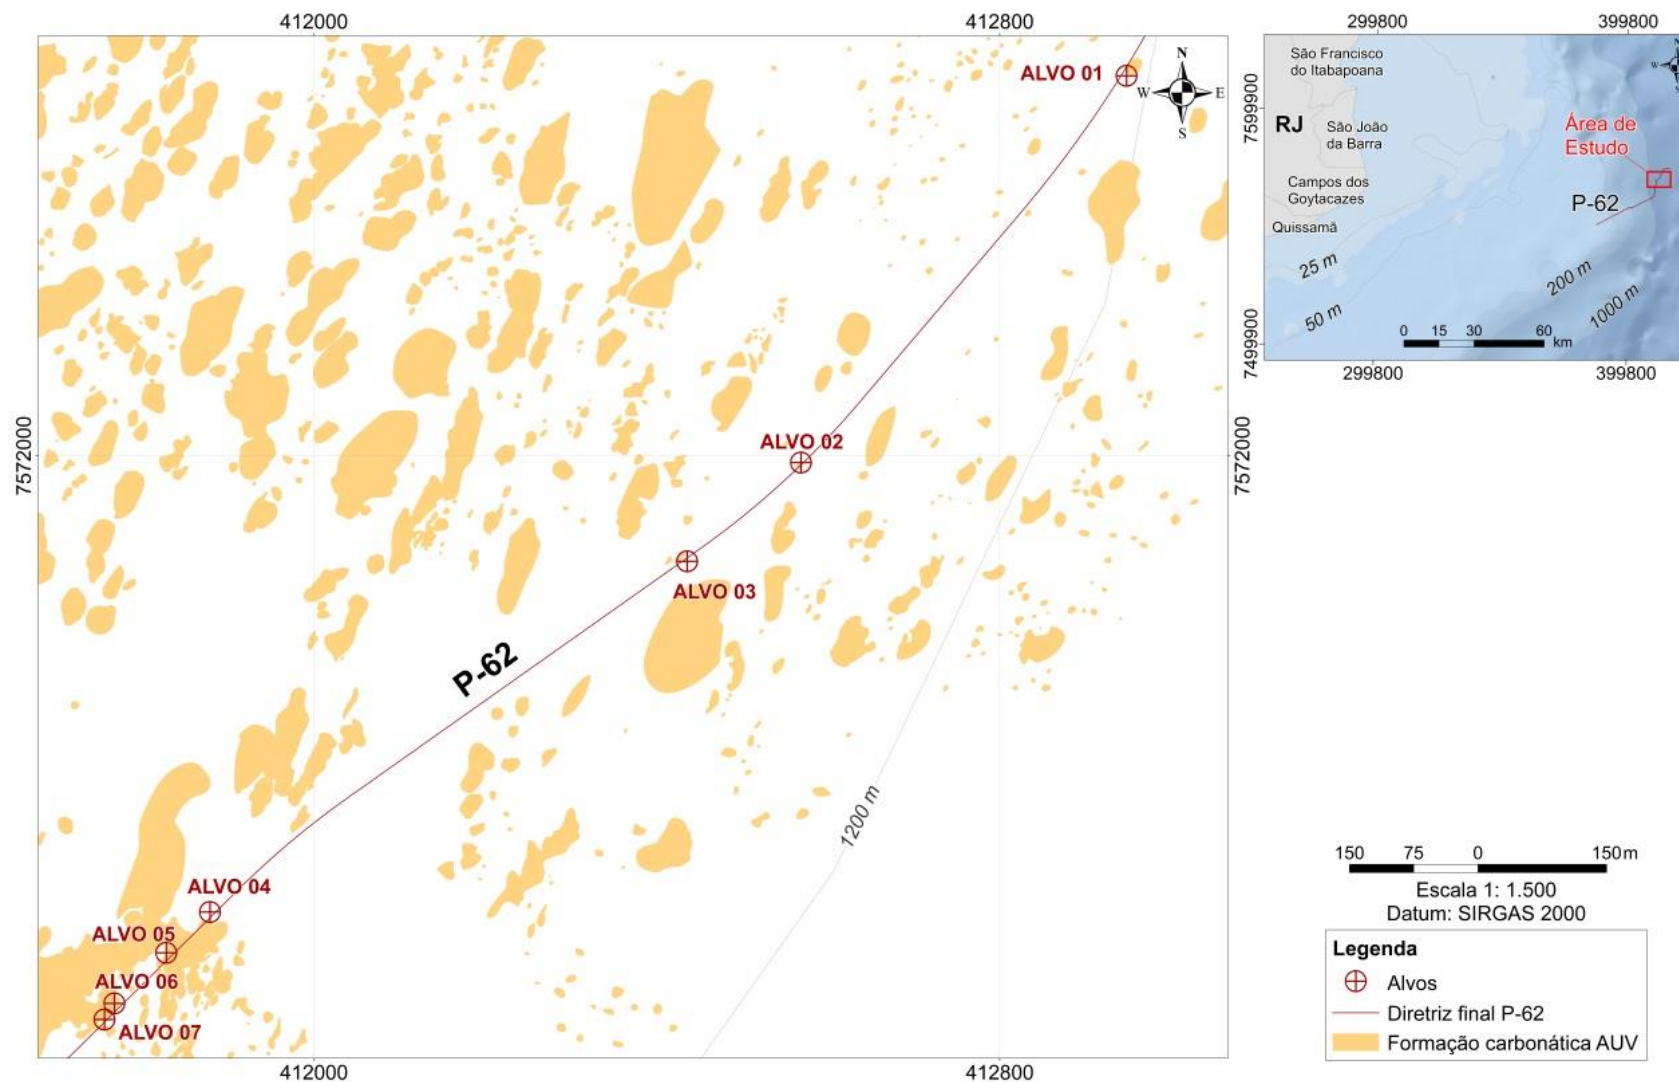 412000
412800
299800
399800
ALVO 01
N
W
E
S
São Francisco
do Itabapoana
RJ
São João
da Barra
Campos dos
Goytacazes
Quissamã
Área de
Estudo
P-62
25 m
50 m
200 m
1000 m
0 15 30 60
km
W
7599900
7499900
299800
399800
7572000
7572000
ALVO 02
ALVO 03
P-62
1200 m
ALVO 04
ALVO 05
ALVO 06
ALVO 07
150 75 0 150 m
Escala 1: 1.500
Datum: SIRGAS 2000
Legenda
Alvos
Diretriz final P-62
Formação carbonática AUV
412000
412800